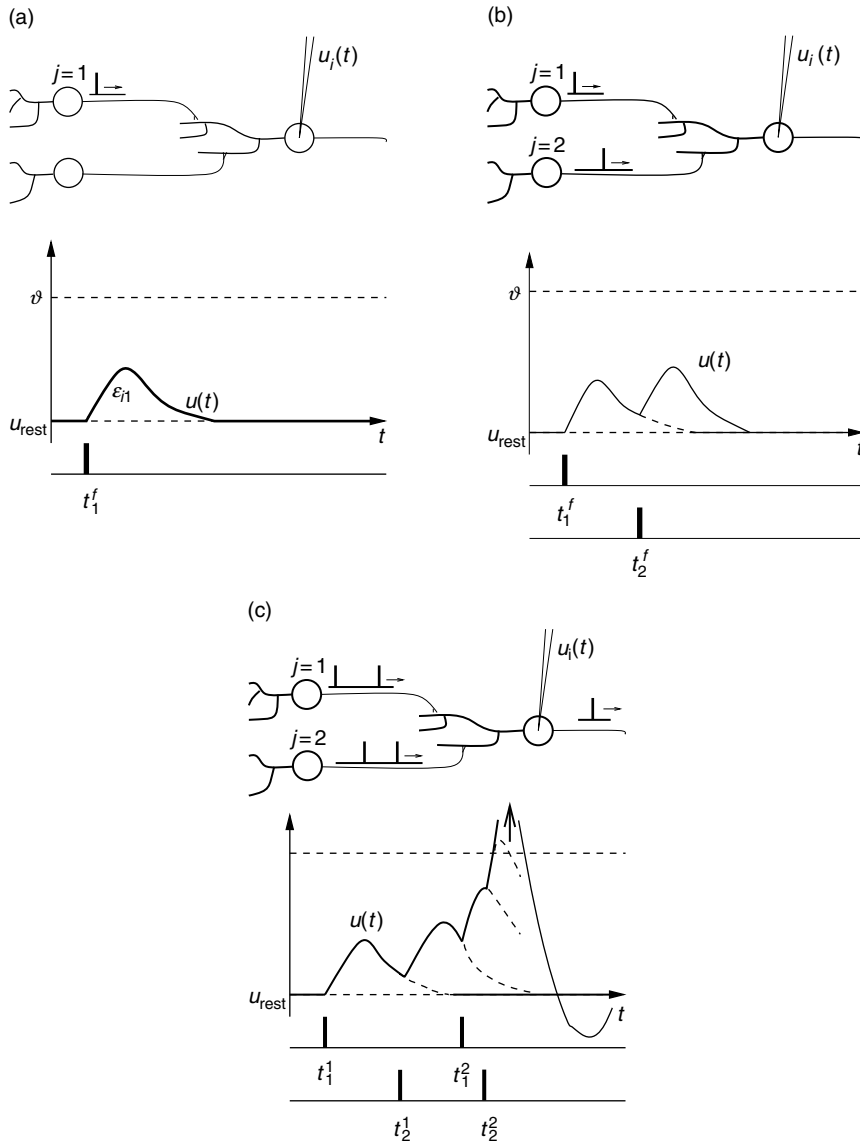 (a)
u_i(t)
j=1
ϑ
ε_i1
u(t)
u_rest
t
t_1^f
(b)
u_i(t)
j=1
j=2
ϑ
u(t)
u_rest
t
t_1^f
t_2^f
(c)
u_i(t)
j=1
j=2
u(t)
u_rest
t
t_1^1
t_1^2
t_2^1
t_2^2